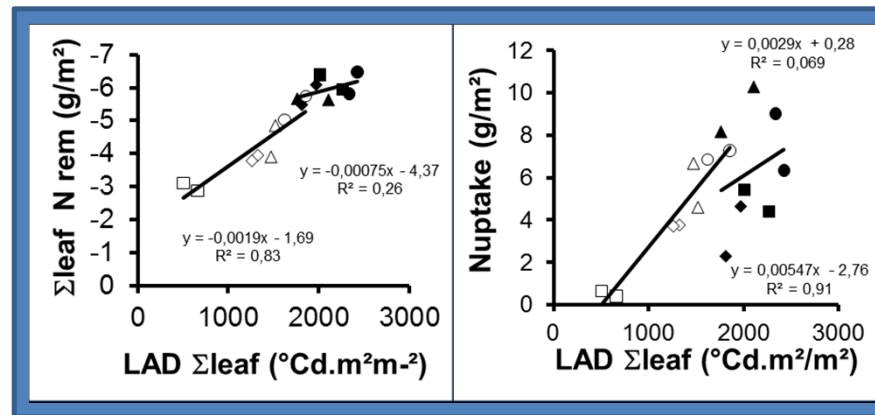 -7
-6
-5
-4
-3
-2
-1
0
Σleaf N rem (g/m²)
y = -0,00075x - 4,37
R² = 0,26
y = -0,0019x - 1,69
R² = 0,83
0 1000 2000 3000
LAD Σleaf (°Cd.m²m-²)
12
10
8
6
4
2
0
Nuptake (g/m²)
y = 0,0029x + 0,28
R² = 0,069
y = 0,00547x - 2,76
R² = 0,91
0 1000 2000 3000
LAD Σleaf (°Cd.m²/m²)